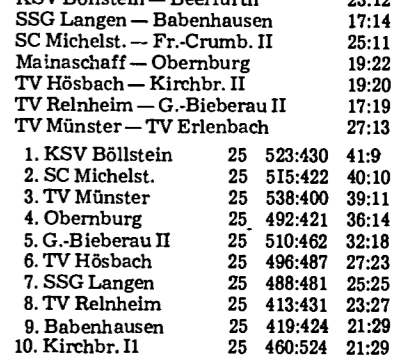 KSV Böllstein — Beerfurth 23:12
SSG Langen — Babenhausen 17:14
SC Michelst. — Fr.-Crumb. II 25:11
Mainaschaff — Obernburg 19:22
TV Hösbach — Kirchbr. II 19:20
TV Relnheim — G.-Bieberau II 17:19
TV Münster — TV Erlenbach 27:13
1. KSV Böllstein 25 523:430 41:9
2. SC Michelst. 25 515:422 40:10
3. TV Münster 25 538:400 39:11
4. Obernburg 25 492:421 36:14
5. G.-Bieberau II 25 510:462 32:18
6. TV Hösbach 25 496:487 27:23
7. SSG Langen 25 488:481 25:25
8. TV Relnheim 25 413:431 23:27
9. Babenhausen 25 419:424 21:29
10. Kirchbr. II 25 460:524 21:29